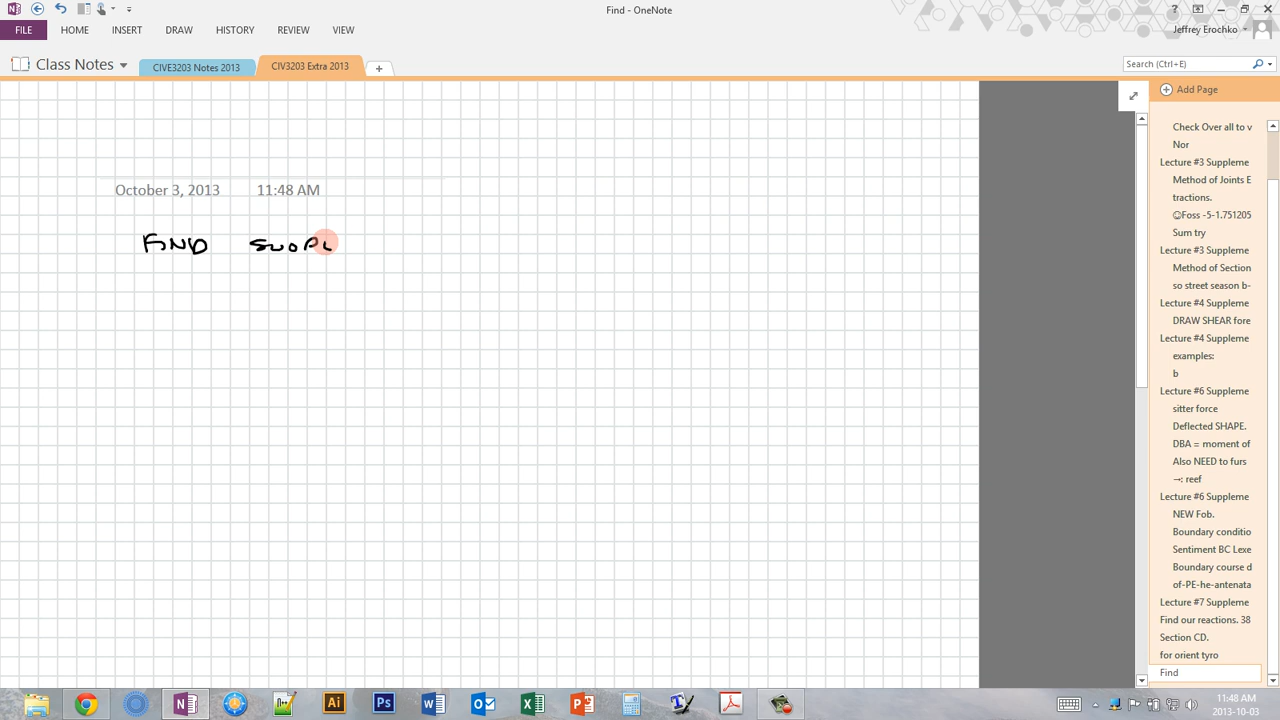 Find - OneNote
?
Jeffrey Erochko
FILE HOME INSERT DRAW HISTORY REVIEW VIEW
Class Notes
CIVE3203 Notes 2013
CIV3203 Extra 2013
Search (Ctrl+E)
Add Page
October 3, 2013 11:48 AM
FIND
Check Over all to v
Nor
Lecture #3 Suppleme
Method of Joints E
tractions.
☺Foss -5-1.751205
Sum try
Lecture #3 Suppleme
Method of Section
so street season b-
Lecture #4 Suppleme
DRAW SHEAR fore
Lecture #4 Suppleme
examples:
b
Lecture #6 Suppleme
sitter force
Deflected SHAPE.
DBA = moment of
Also NEED to furs
→: reef
Lecture #6 Suppleme
NEW Fob.
Boundary conditio
Sentiment BC Lexe
Boundary course d
of-PE-he-antenata
Lecture #7 Suppleme
Find our reactions. 38
Section CD.
for orient tyro
Find
11:48 AM
2013-10-03